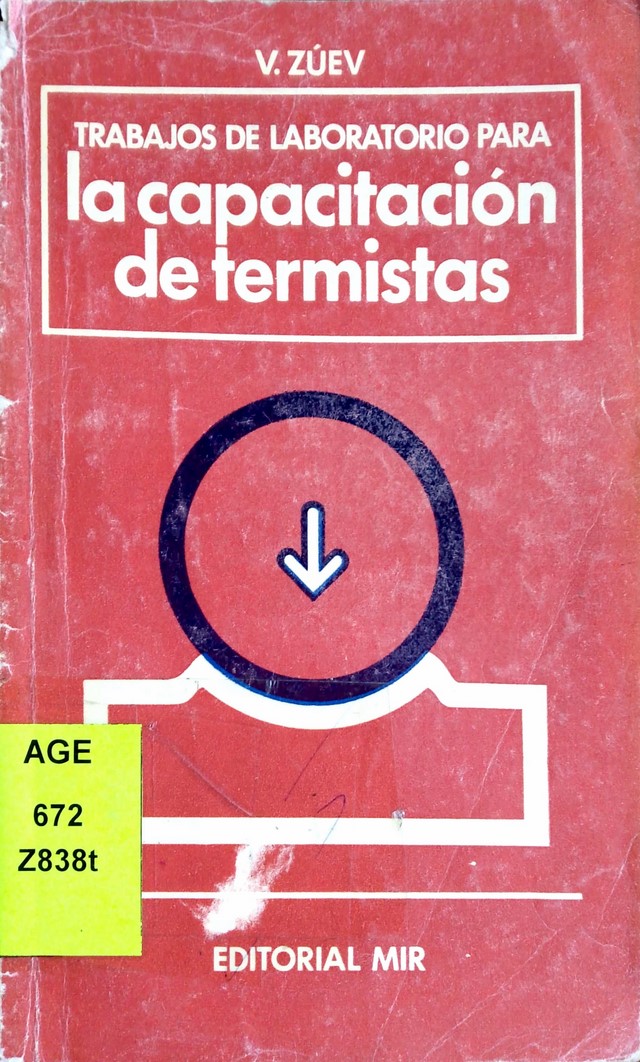 V. ZÚEV
TRABAJOS DE LABORATORIO PARA
la capacitación
de termistas
AGE
672
Z838t
EDITORIAL MIR